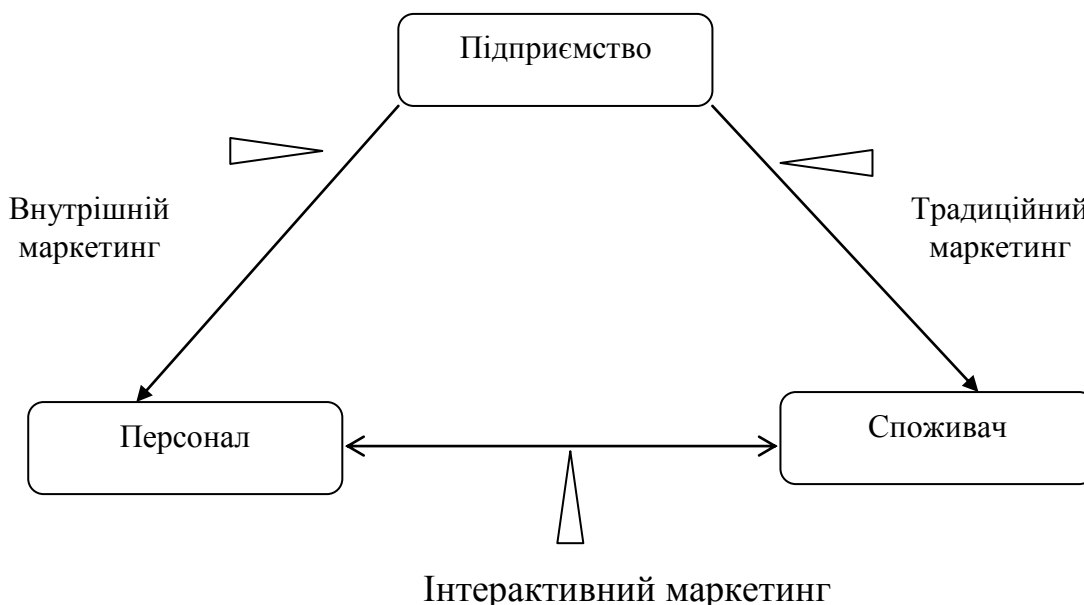 Підприємство
Внутрішній
маркетинг
Традиційний
маркетинг
Персонал
Споживач
Інтерактивний маркетинг